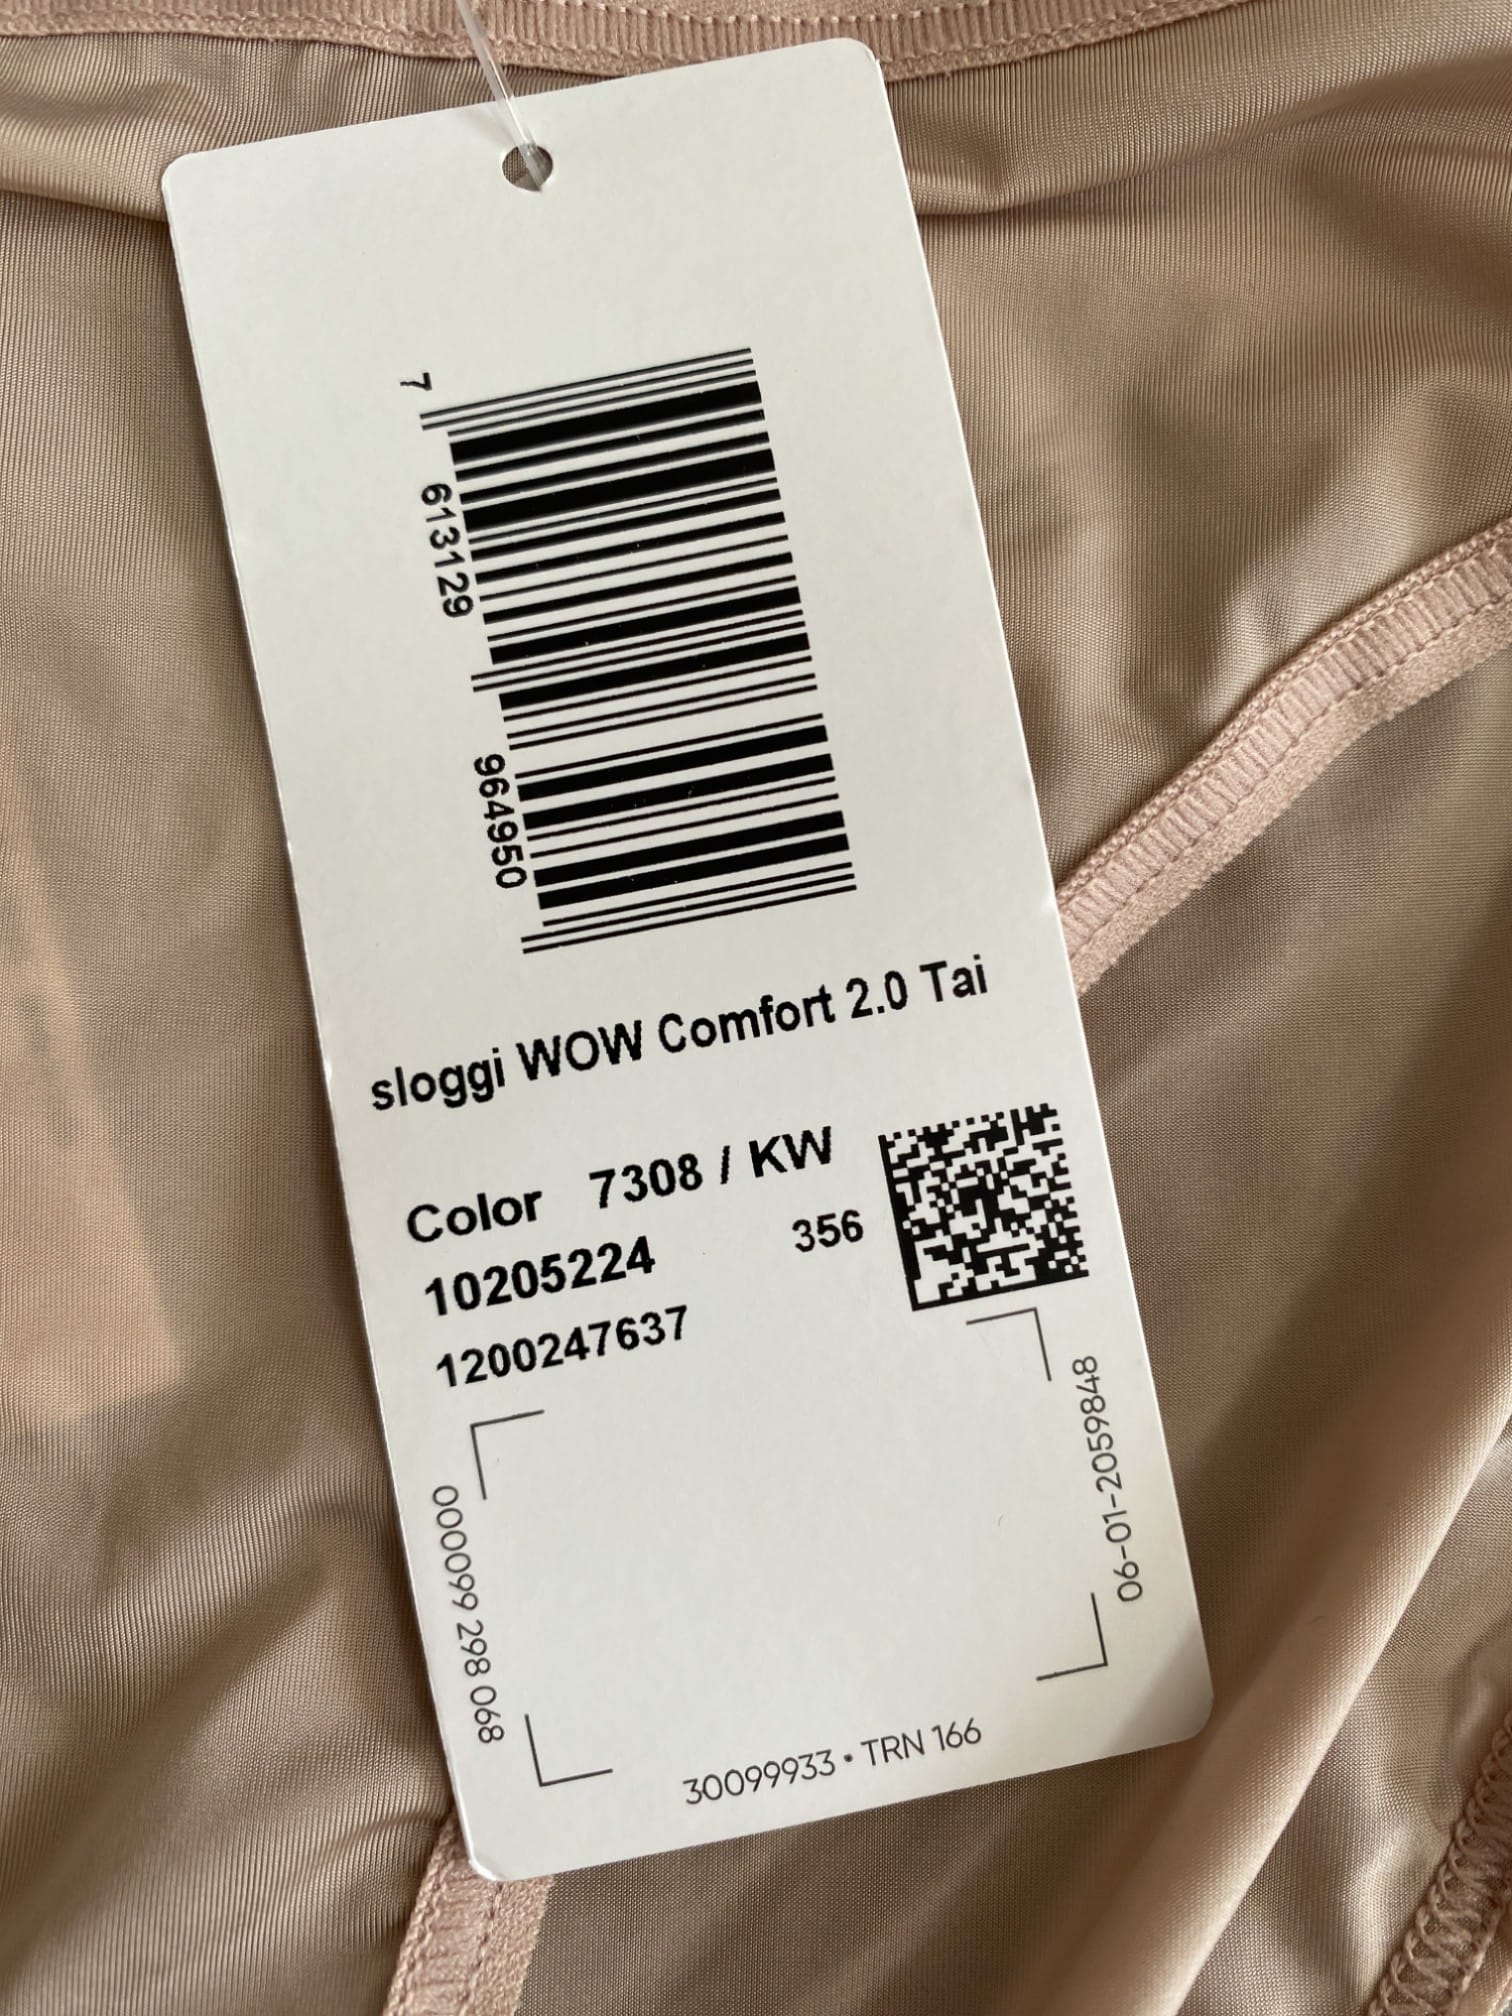 7 613129 964950
sloggi WOW Comfort 2.0 Tai
Color 7308 / KW
10205224 356
1200247637
000099 298 068
06-01-2059848
30099933 • TRN 166